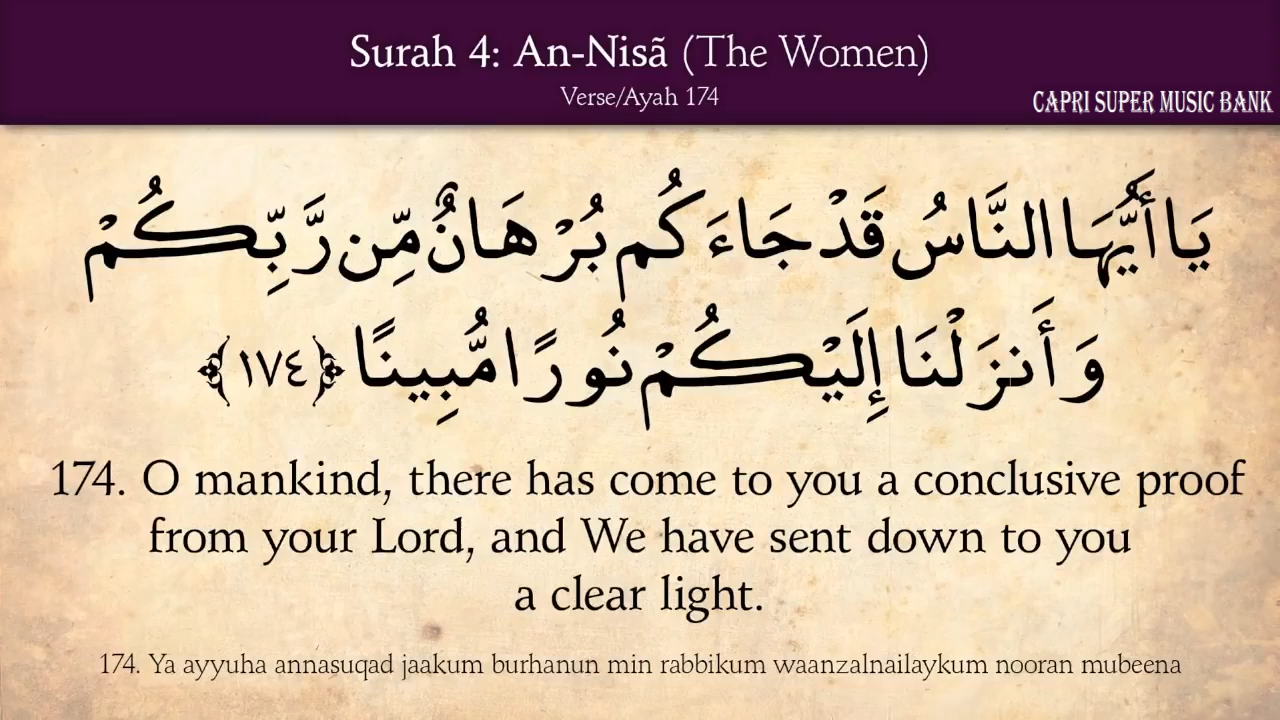 Surah 4: An-Nisã (The Women)
Verse/Ayah 174
CAPRI SUPER MUSIC BANK
يَا أَيُّهَا النَّاسُ قَدْ جَاءَكُم بُرْهَانٌ مِّن رَّبِّكُمْ
وَأَنزَلْنَا إِلَيْكُمْ نُورًا مُّبِينًا ﴿١٧٤﴾
174. O mankind, there has come to you a conclusive proof
from your Lord, and We have sent down to you
a clear light.
174. Ya ayyuha annasuqad jaakum burhanun min rabbikum waanzalnailaykum nooran mubeena